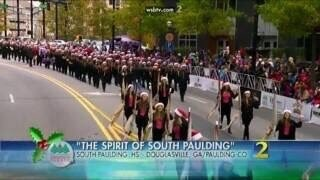 wsbtv.com
"THE SPIRIT OF SOUTH PAULDING"
SOUTH PAULDING HS - DOUGLASVILLE, GA/PAULDING CO.
2